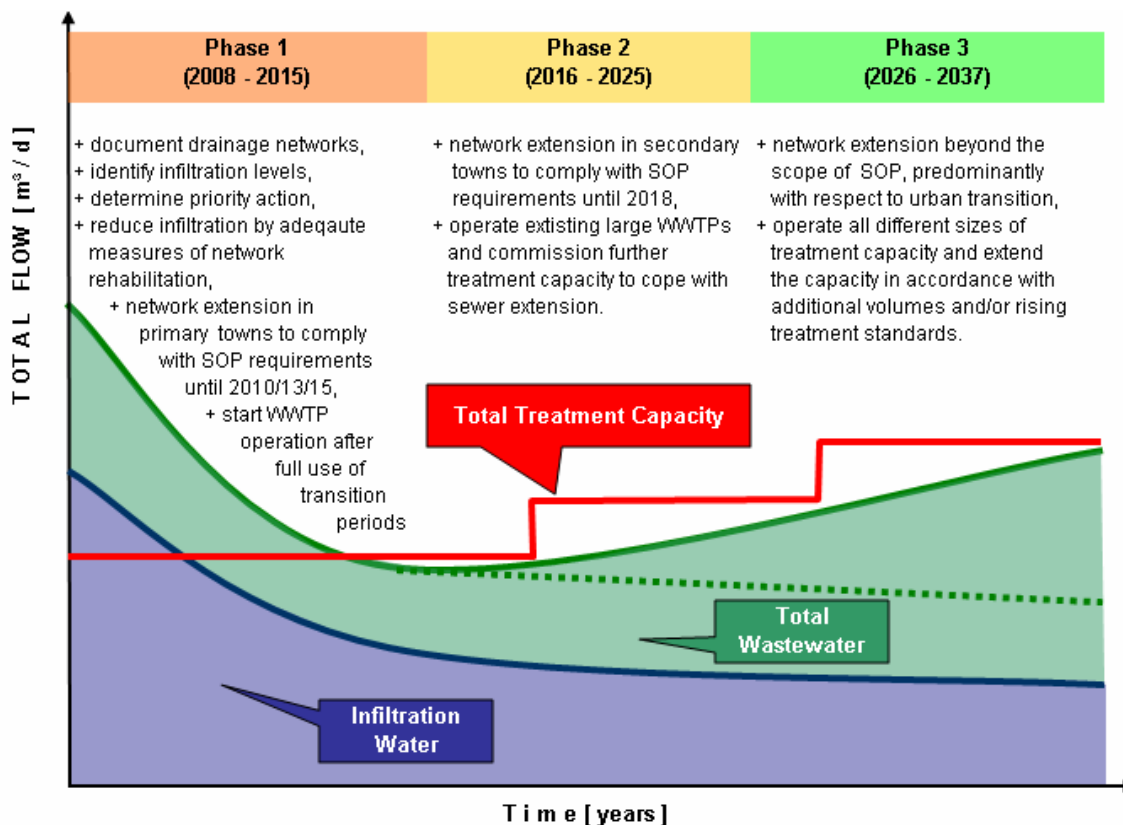 Phase 1
(2008 - 2015)
Phase 2
(2016 - 2025)
Phase 3
(2026 - 2037)
TOTAL FLOW [m³ / d]
+ document drainage networks,
+ identify infiltration levels,
+ determine priority action,
+ reduce infiltration by adeqaute
measures of network
rehabilitation,
+ network extension in
primary towns to comply
with SOP requirements
until 2010/13/15,
+ start WWTP
operation after
full use of
transition
periods
+ network extension in secondary
towns to comply with SOP
requirements until 2018,
+ operate extisting large WWTPs
and commission further
treatment capacity to cope with
sewer extension.
+ network extension beyond the
scope of SOP, predominantly
with respect to urban transition,
+ operate all different sizes of
treatment capacity and extend
the capacity in accordance with
additional volumes and/or rising
treatment standards.
Total Treatment Capacity
Total
Wastewater
Infiltration
Water
Time [ years ]